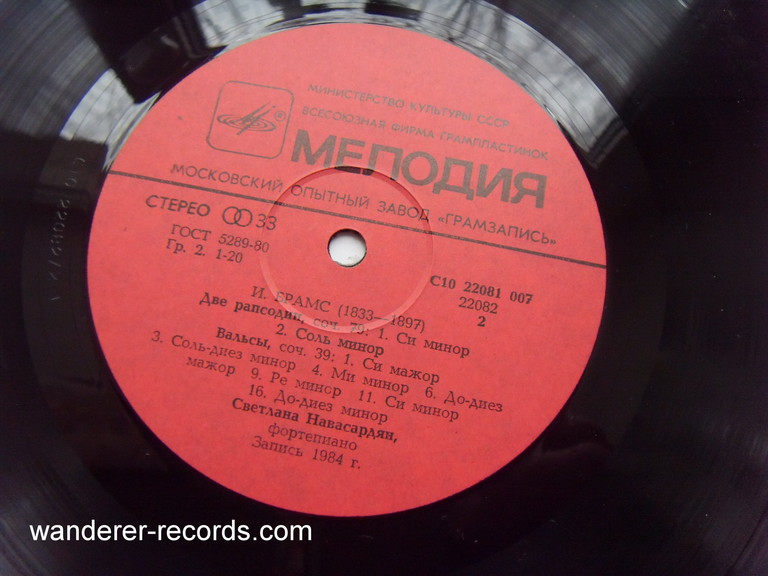 МИНИСТЕРСТВО КУЛЬТУРЫ СССР
ВСЕСОЮЗНАЯ ФИРМА ГРАМПЛАСТИНОК
МЕЛОДИЯ
МОСКОВСКИЙ ОПЫТНЫЙ ЗАВОД «ГРАМЗАПИСЬ»
СТЕРЕО 33
ГОСТ 5289-80
Гр. 2. 1-20
С10 22081 007
22082
2
И. БРАМС (1833—1897)
Две рапсодии, соч. 79: 1. Си минор
2. Соль минор
Вальсы, соч. 39: 1. Си мажор
3. Соль-диез минор 4. Ми минор 6. До-диез
мажор 9. Ре минор 11. Си минор
16. До-диез минор
Светлана Навасардян,
фортепиано
Запись 1984 г.
wanderer-records.com